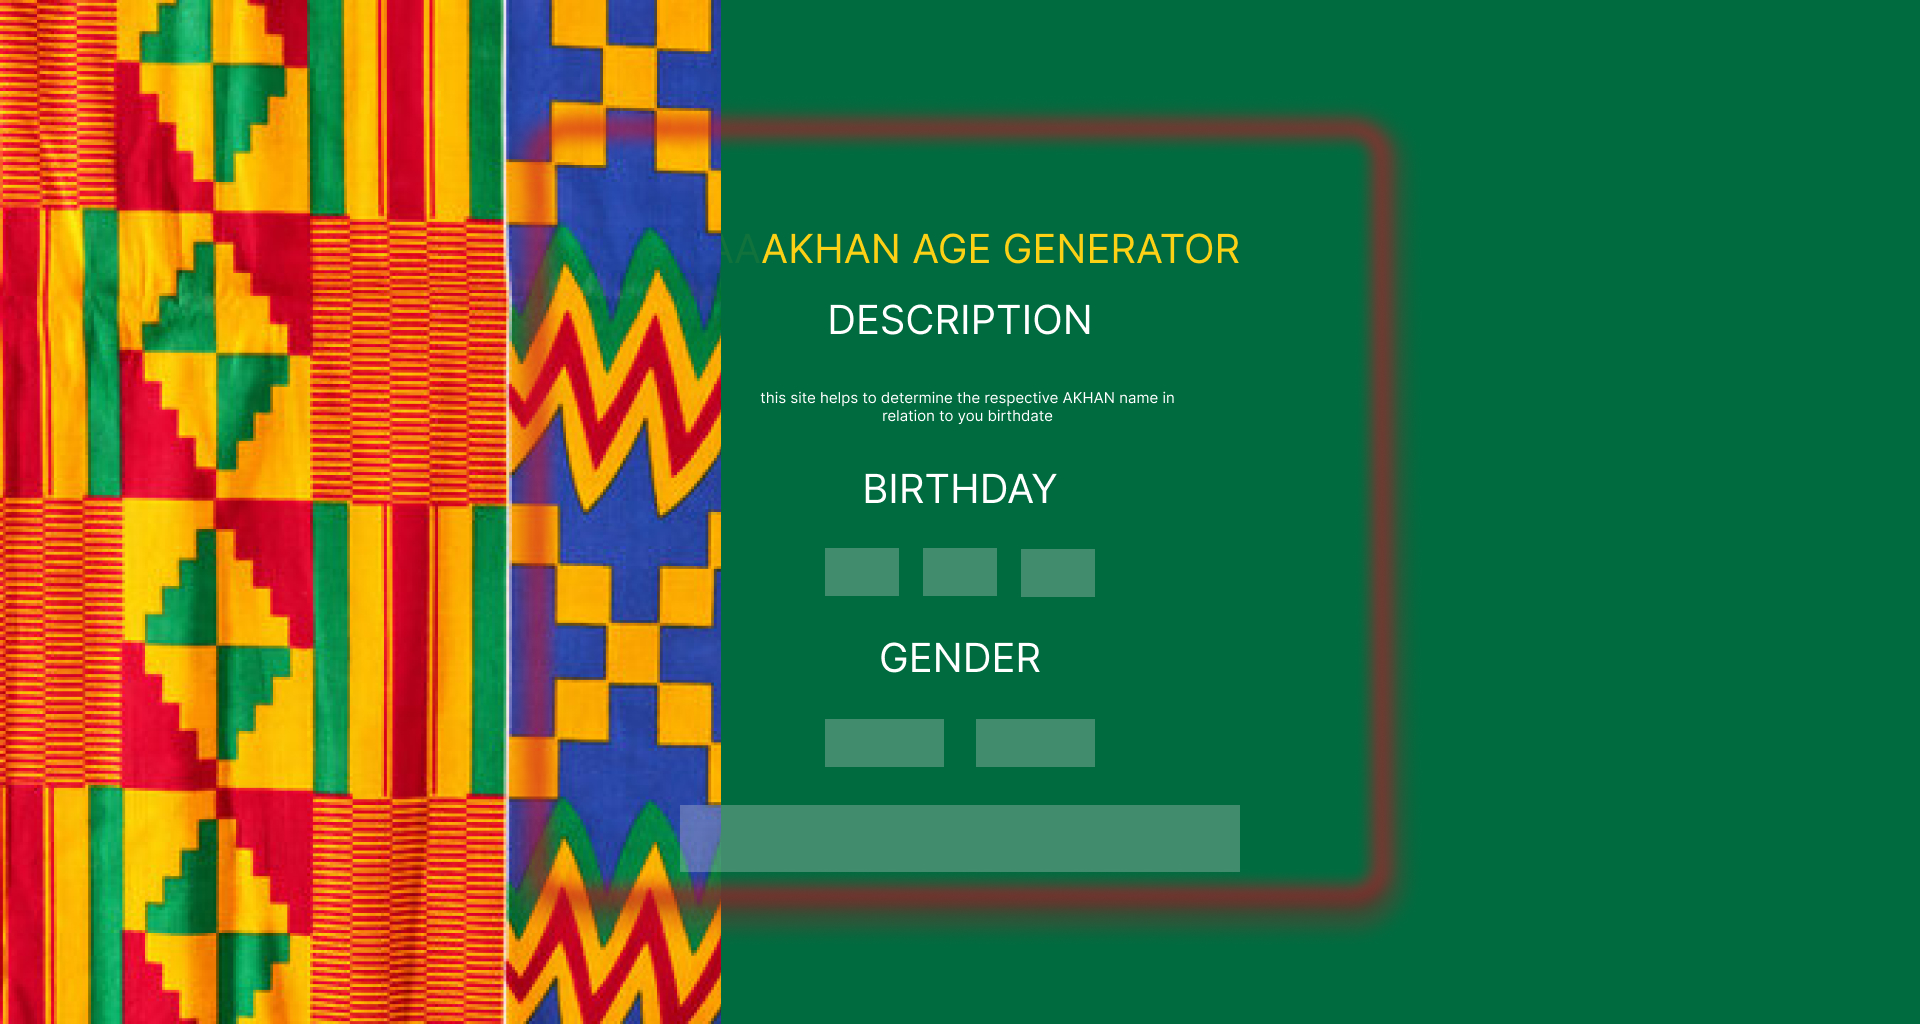 AAAKHAN AGE GENERATOR
DESCRIPTION
this site helps to determine the respective AKHAN name in
relation to you birthdate
BIRTHDAY
GENDER